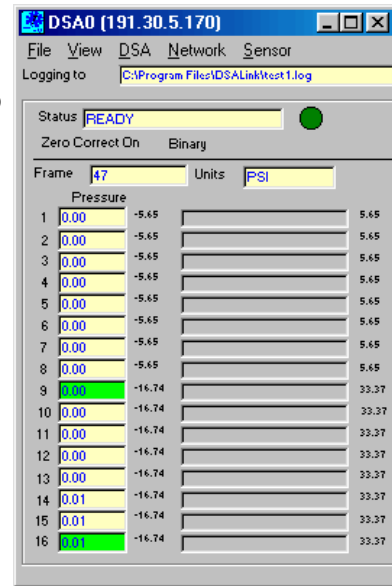 DSA0 (191.30.5.170)
File View DSA Network Sensor
Logging to C:\Program Files\DSALink\test1.log
Status READY
Zero Correct On Binary
Frame 47 Units PSI
Pressure
1 0.00 -5.65 5.65
2 0.00 -5.65 5.65
3 0.00 -5.65 5.65
4 0.00 -5.65 5.65
5 0.00 -5.65 5.65
6 0.00 -5.65 5.65
7 0.00 -5.65 5.65
8 0.00 -5.65 5.65
9 0.00 -16.74 33.37
10 0.00 -16.74 33.37
11 0.00 -16.74 33.37
12 0.00 -16.74 33.37
13 0.00 -16.74 33.37
14 0.01 -16.74 33.37
15 0.01 -16.74 33.37
16 0.01 -16.74 33.37